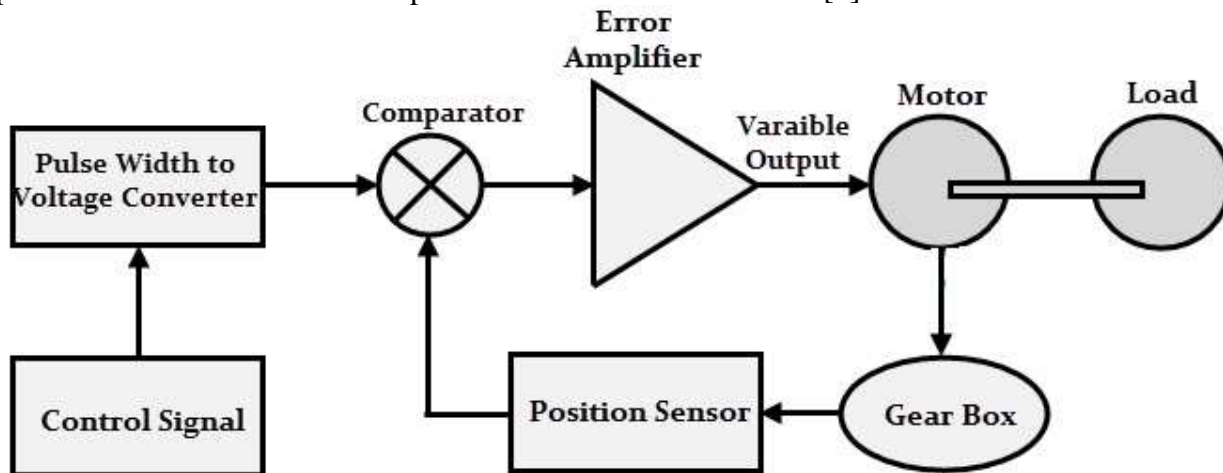 Error
Amplifier
Comparator
Motor
Load
Pulse Width to
Voltage Converter
Varaible
Output
Control Signal
Position Sensor
Gear Box